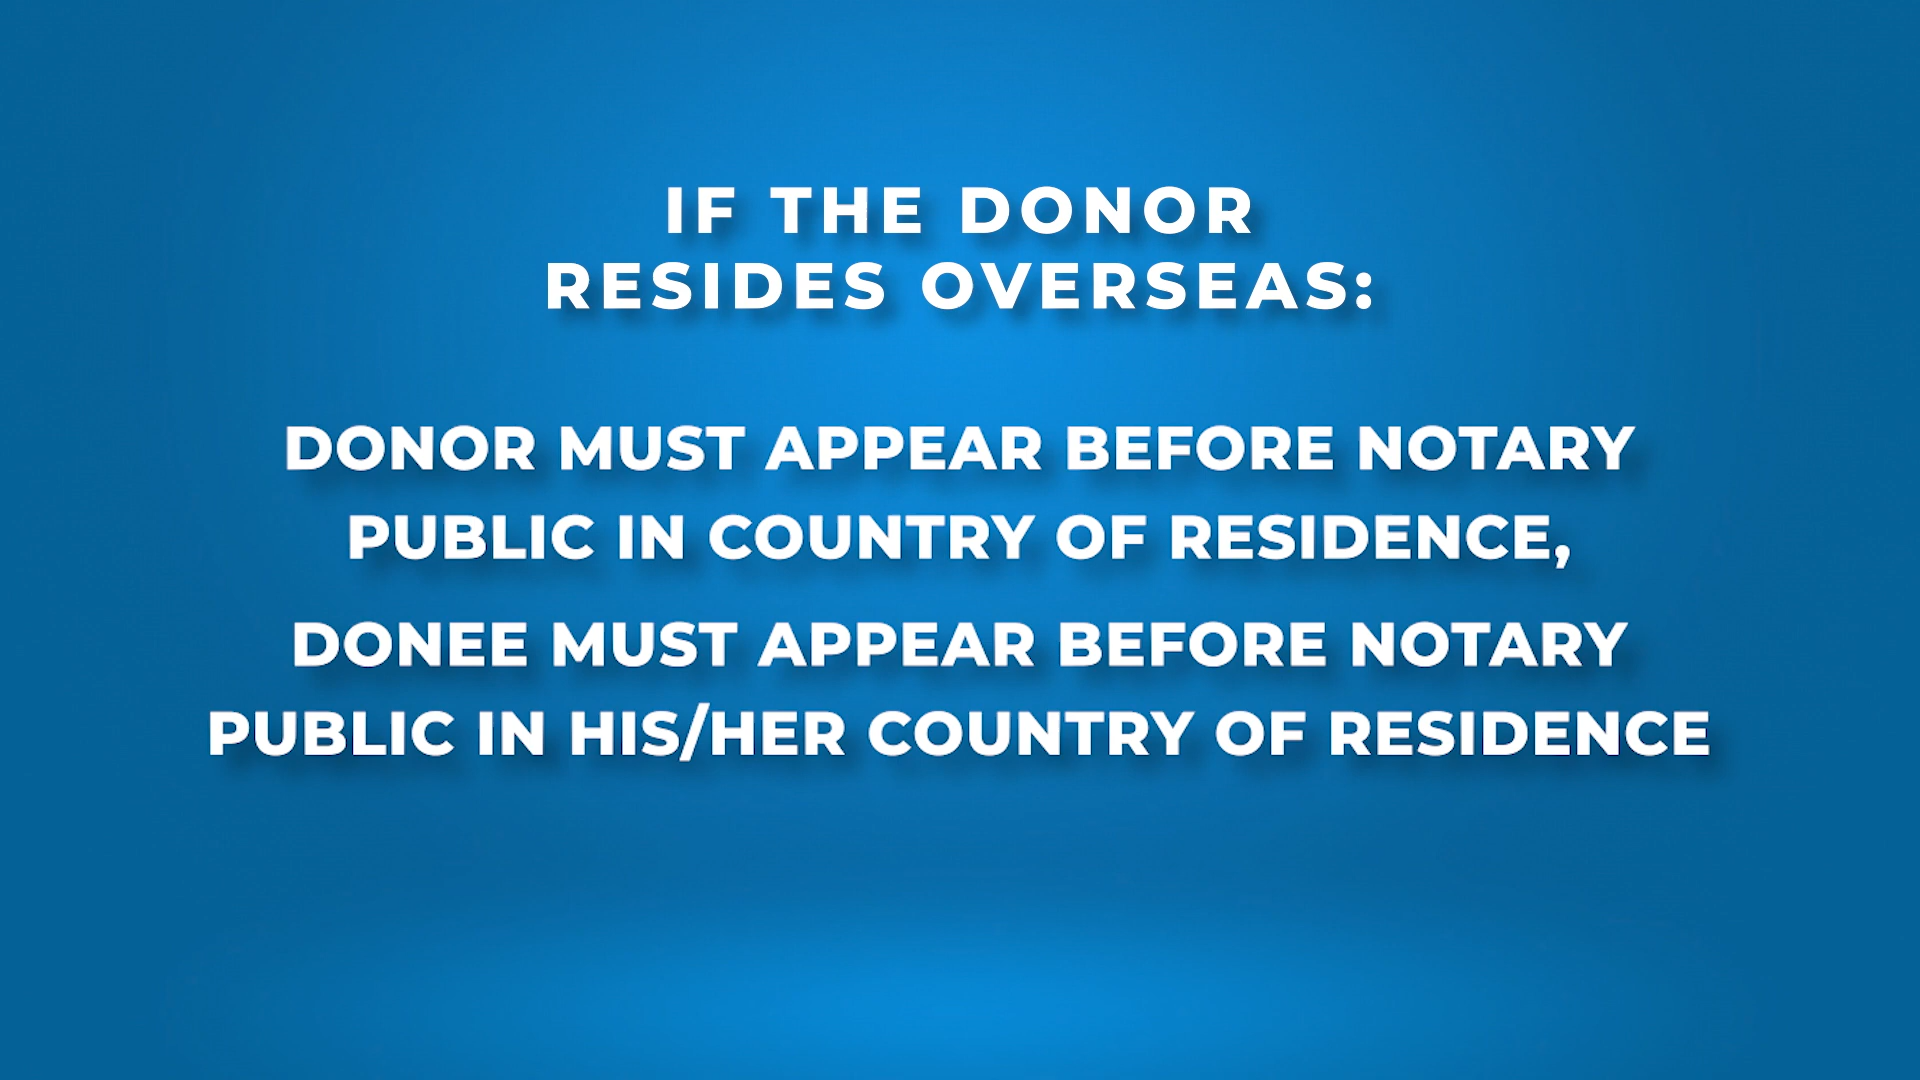 IF THE DONOR
RESIDES OVERSEAS:
DONOR MUST APPEAR BEFORE NOTARY
PUBLIC IN COUNTRY OF RESIDENCE,
DONEE MUST APPEAR BEFORE NOTARY
PUBLIC IN HIS/HER COUNTRY OF RESIDENCE